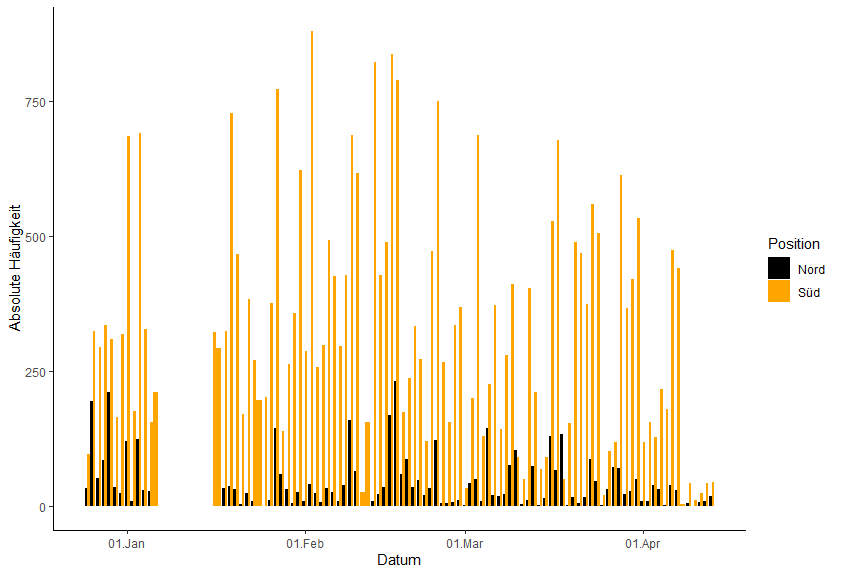 Absolute Häufigkeit
750
500
250
0
01.Jan
01.Feb
01.Mar
01.Apr
Datum
Position
Nord
Süd